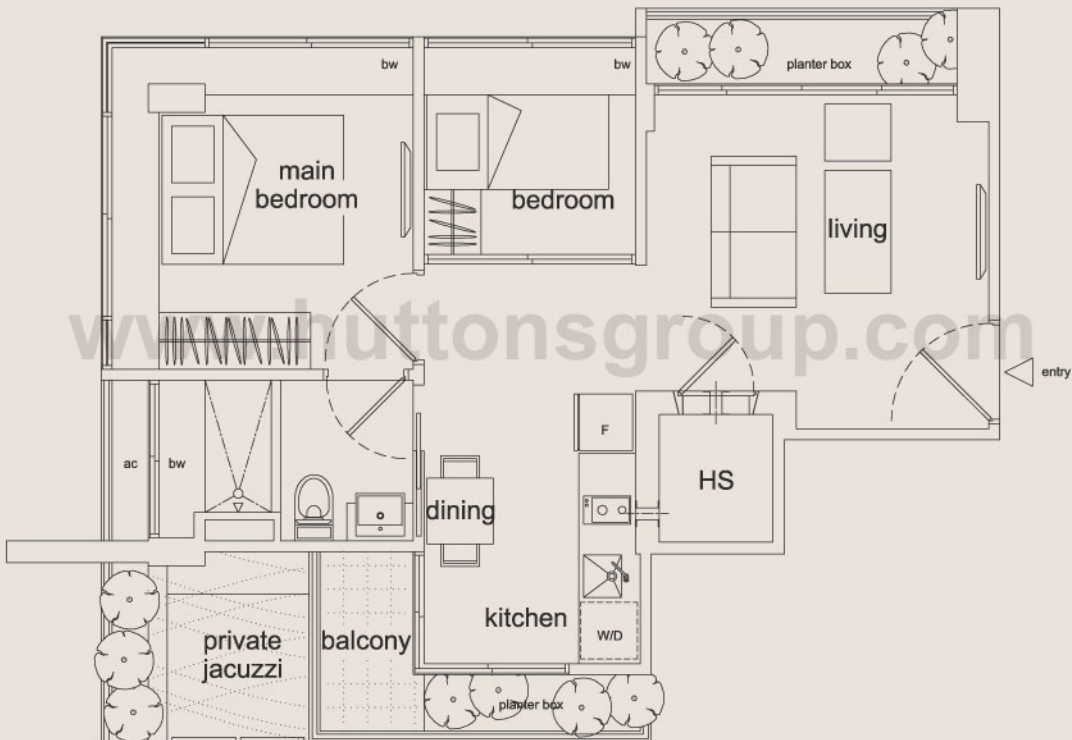 bw
bw
planter box
main
bedroom
bedroom
living
www.huttonsgroup.com
entry
F
ac
bw
HS
dining
kitchen
W/D
private
jacuzzi
balcony
planter box